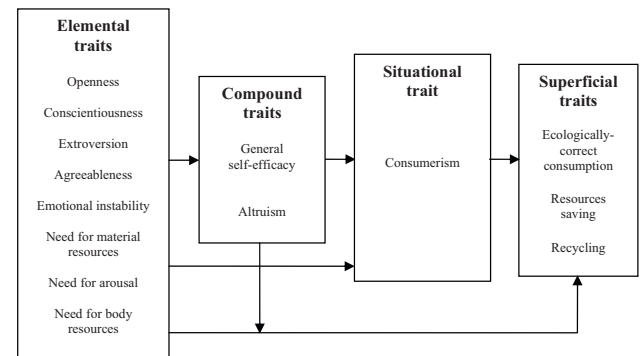 Elemental
traits
Openness
Conscientiousness
Extroversion
Agreeableness
Emotional instability
Need for material
resources
Need for arousal
Need for body
resources
Compound
traits
General
self-efficacy
Altruism
Situational
trait
Consumerism
Superficial
traits
Ecologically-
correct
consumption
Resources
saving
Recycling